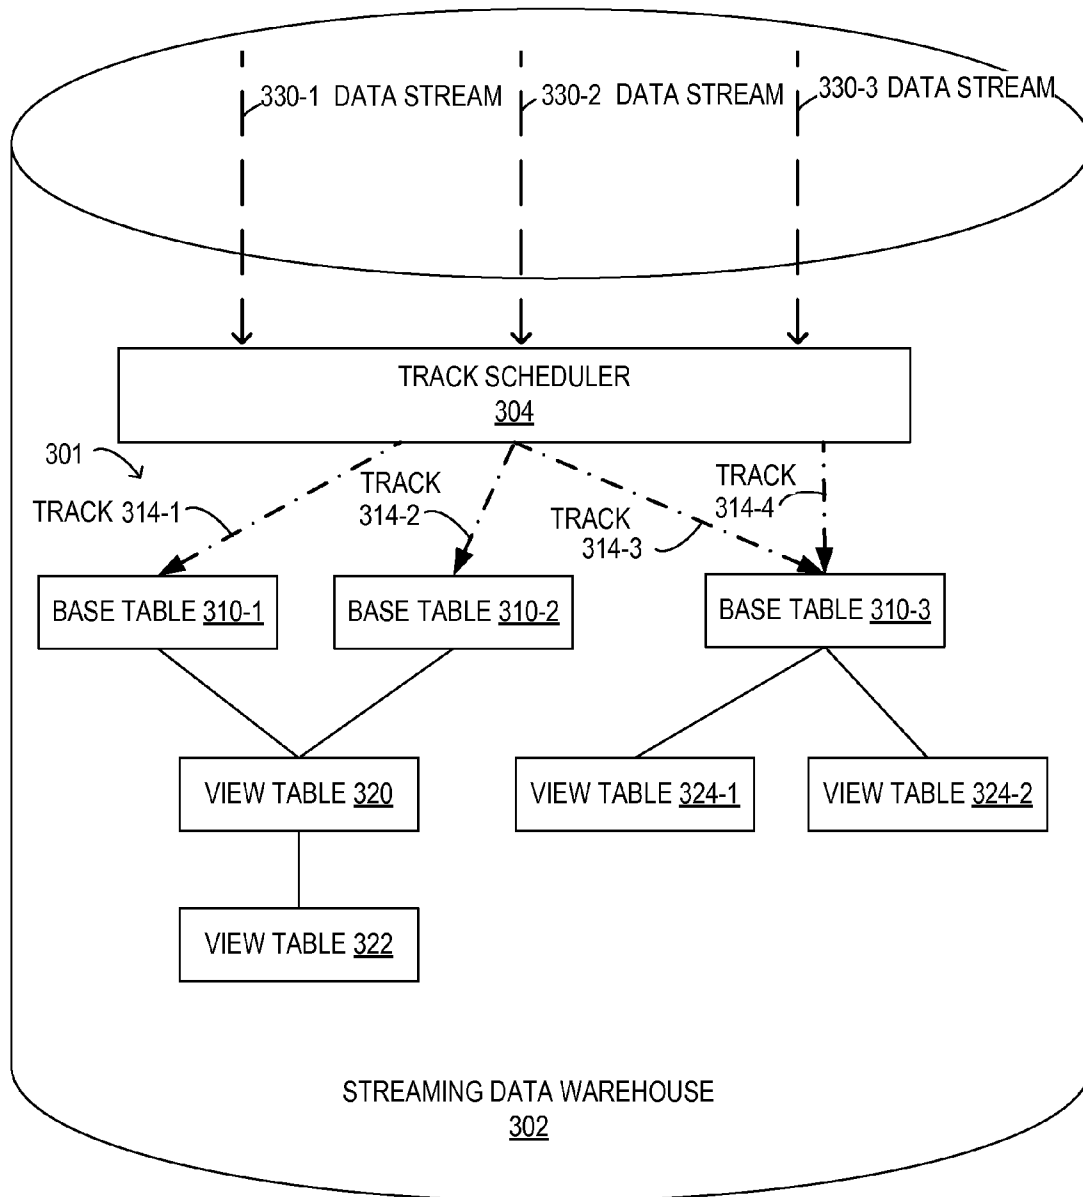 330-1 DATA STREAM
330-2 DATA STREAM
330-3 DATA STREAM
TRACK SCHEDULER
304
301
TRACK 314-1
TRACK
314-2
TRACK
314-3
TRACK
314-4
BASE TABLE 310-1
BASE TABLE 310-2
BASE TABLE 310-3
VIEW TABLE 320
VIEW TABLE 324-1
VIEW TABLE 324-2
VIEW TABLE 322
STREAMING DATA WAREHOUSE
302